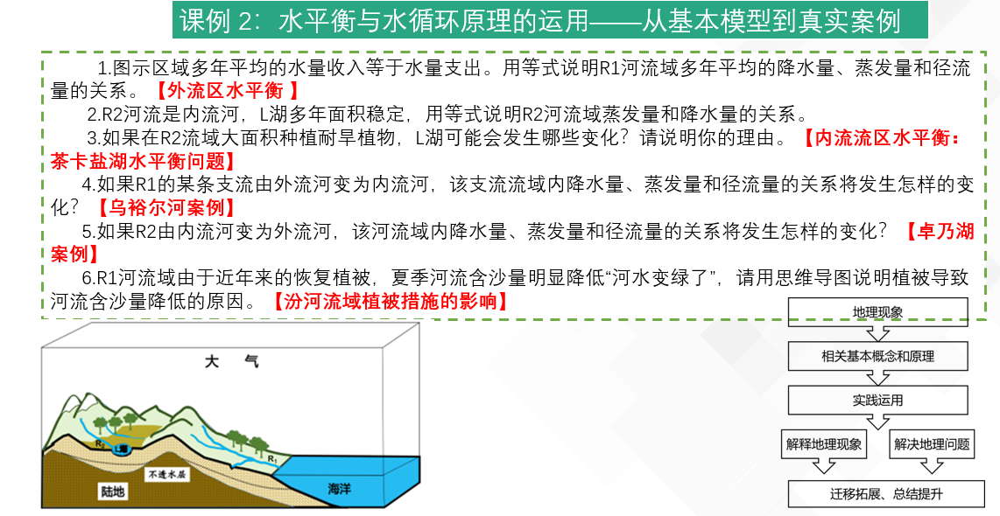 课例 2：水平衡与水循环原理的运用——从基本模型到真实案例
1.图示区域多年平均的水量收入等于水量支出。用等式说明R1河流域多年平均的降水量、蒸发量和径流
量的关系。【外流区水平衡 】
2.R2河流是内流河，L湖多年面积稳定，用等式说明R2河流域蒸发量和降水量的关系。
3.如果在R2流域大面积种植耐旱植物，L湖可能会发生哪些变化？请说明你的理由。【内流流区水平衡：
茶卡盐湖水平衡问题】
4.如果R1的某条支流由外流河变为内流河，该支流流域内降水量、蒸发量和径流量的关系将发生怎样的变
化？【乌裕尔河案例】
5.如果R2由内流河变为外流河，该河流域内降水量、蒸发量和径流量的关系将发生怎样的变化？【卓乃湖
案例】
6.R1河流域由于近年来的恢复植被，夏季河流含沙量明显降低“河水变绿了”，请用思维导图说明植被导致
河流含沙量降低的原因。【汾河流域植被措施的影响】
大 气
R2
L湖
R1
不透水层
陆地
海洋
地理现象
相关基本概念和原理
实践运用
解释地理现象
解决地理问题
迁移拓展、总结提升